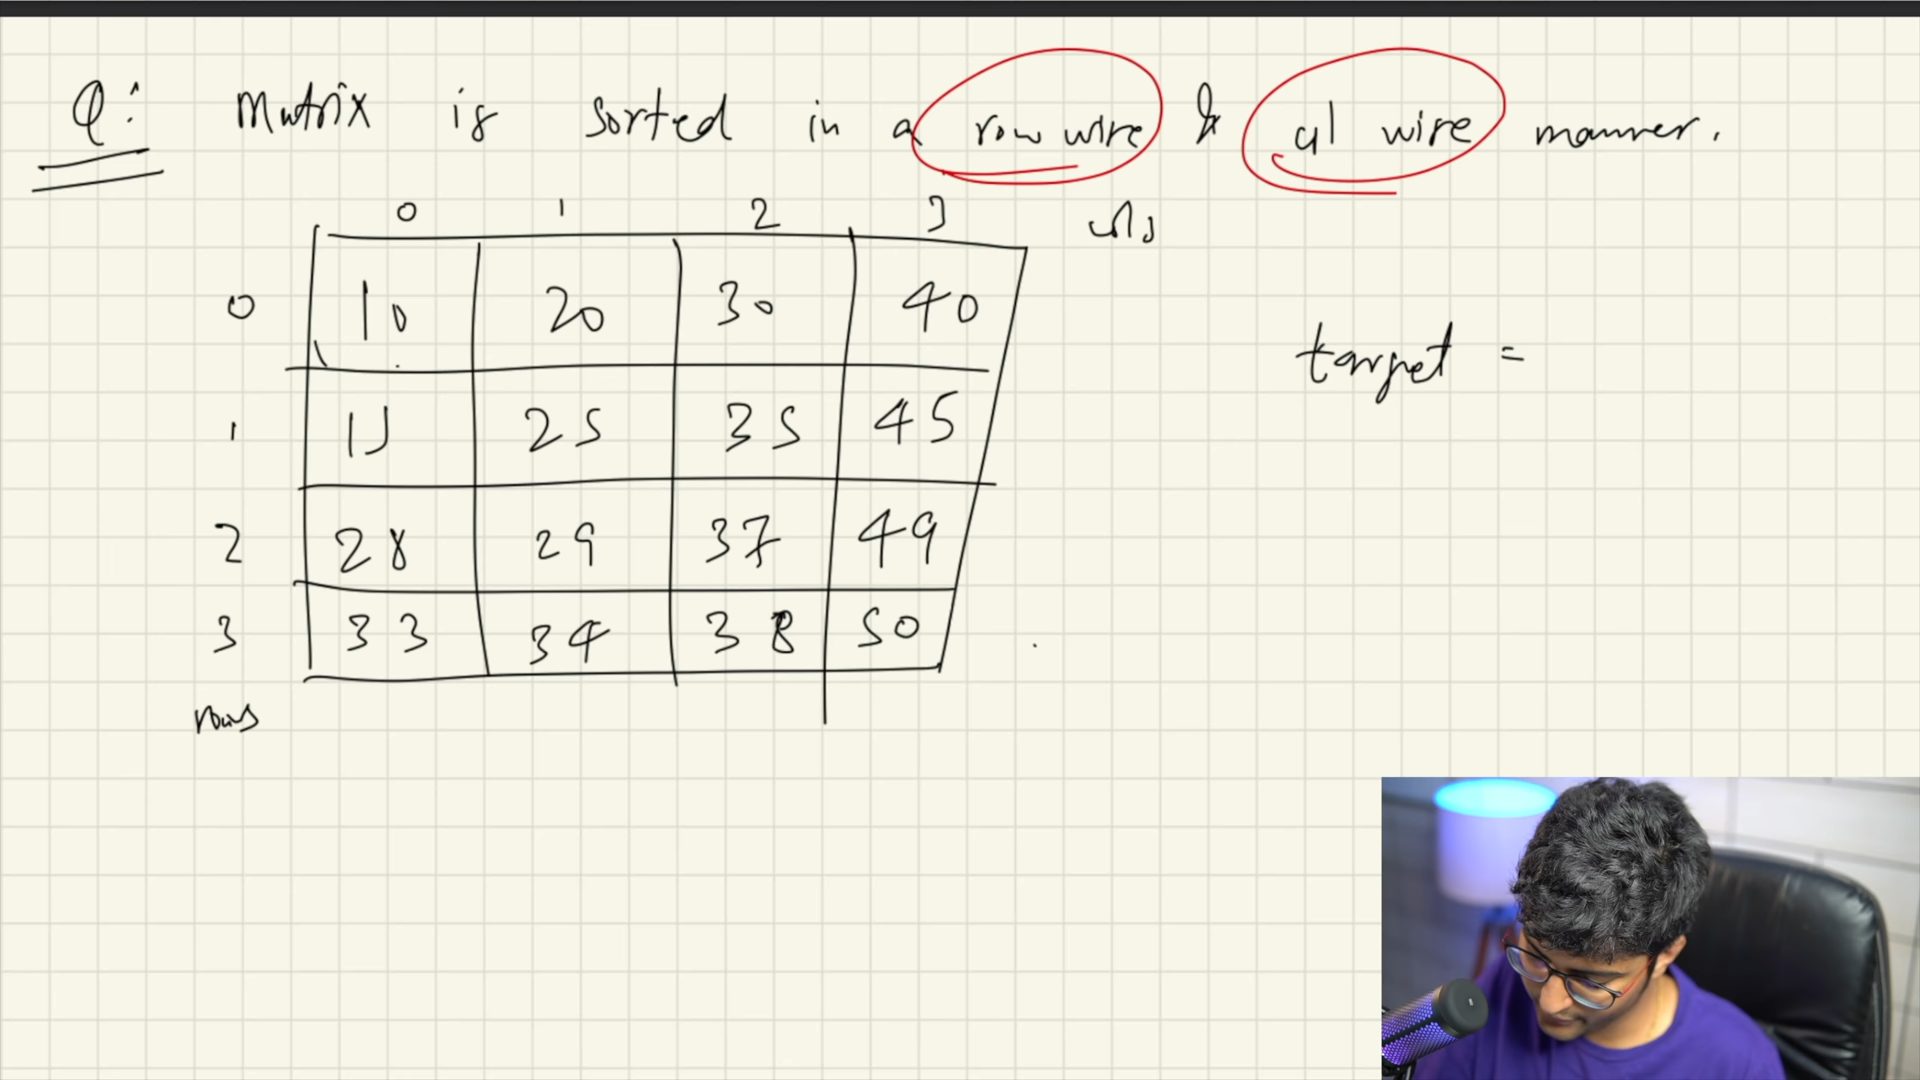 Q: Matrix is sorted in a row wise & col wise manner.
0 1 2 3 cols
0 10 20 30 40
target =
1 15 25 35 45
2 28 29 37 49
3 33 34 38 50
rows